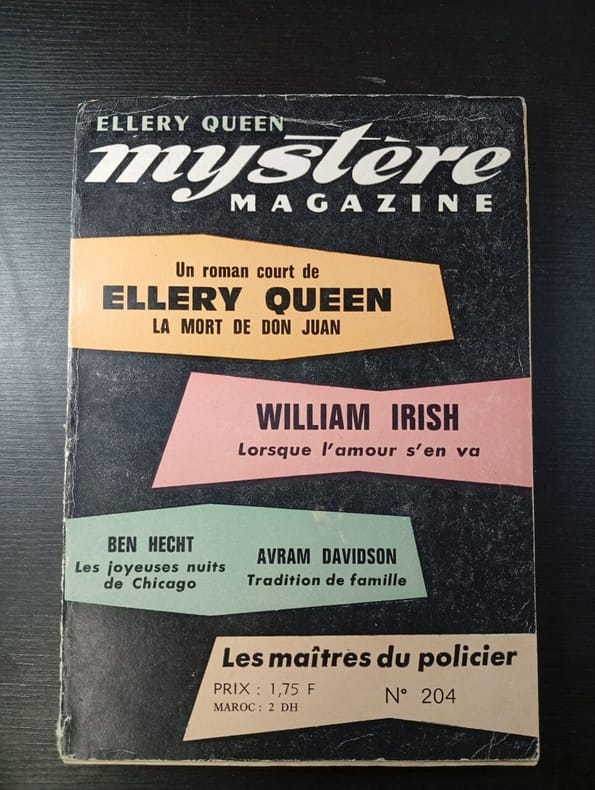 ELLERY QUEEN
mystère
MAGAZINE
Un roman court de
ELLERY QUEEN
LA MORT DE DON JUAN
WILLIAM IRISH
Lorsque l'amour s'en va
BEN HECHT
Les joyeuses nuits
de Chicago
AVRAM DAVIDSON
Tradition de famille
Les maîtres du policier
PRIX : 1,75 F
MAROC : 2 DH
N° 204